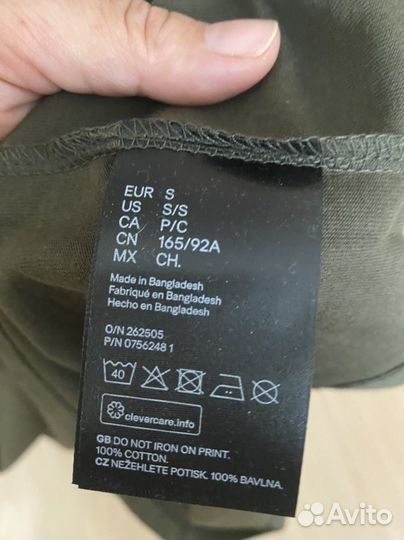 EUR S
US S/S
CA P/C
CN 165/92A
MX CH.
Made in Bangladesh
Fabriqué en Bangladesh
Hecho en Bangladesh
O/N 262505
P/N 0756248 1
40
clevercare.info
GB DO NOT IRON ON PRINT.
100% COTTON.
CZ NEŽEHLETE POTISK. 100% BAVLNA.
Avito